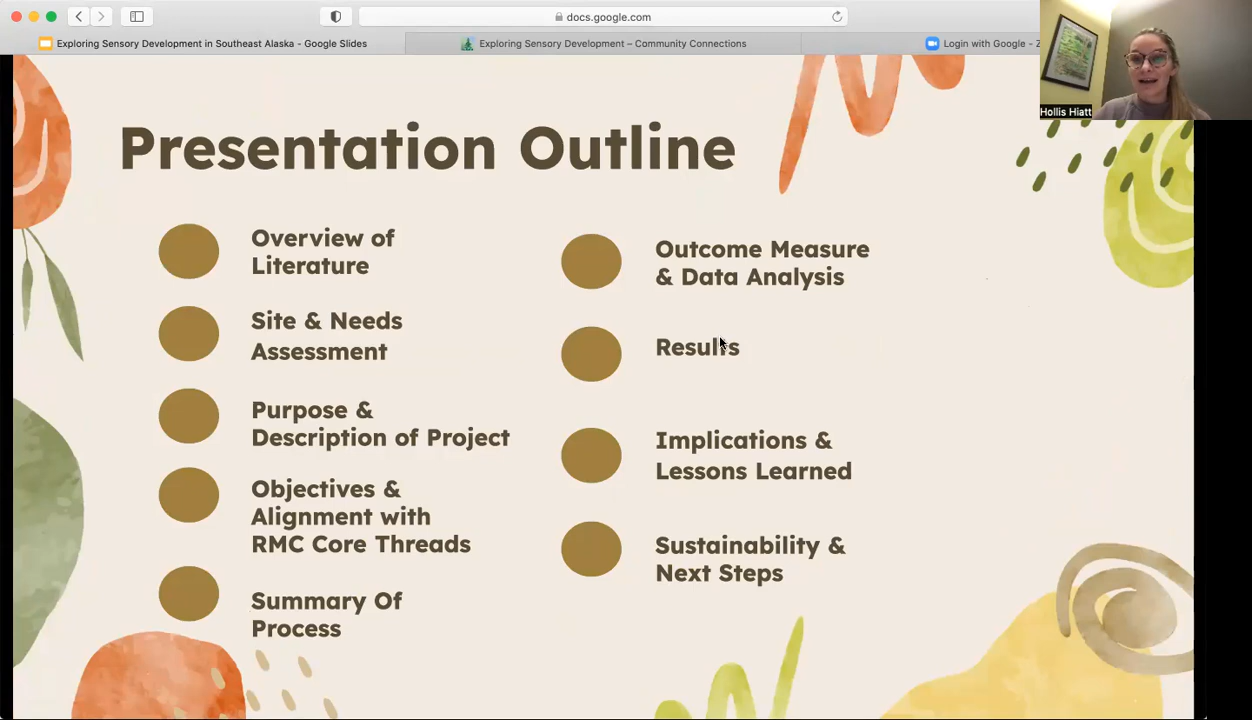 docs.google.com
Exploring Sensory Development in Southeast Alaska - Google Slides
Exploring Sensory Development – Community Connections
Login with Google - Z
Hollis Hiatt
Presentation Outline
Overview of
Literature
Site & Needs
Assessment
Purpose &
Description of Project
Objectives &
Alignment with
RMC Core Threads
Summary Of
Process
Outcome Measure
& Data Analysis
Results
Implications &
Lessons Learned
Sustainability &
Next Steps